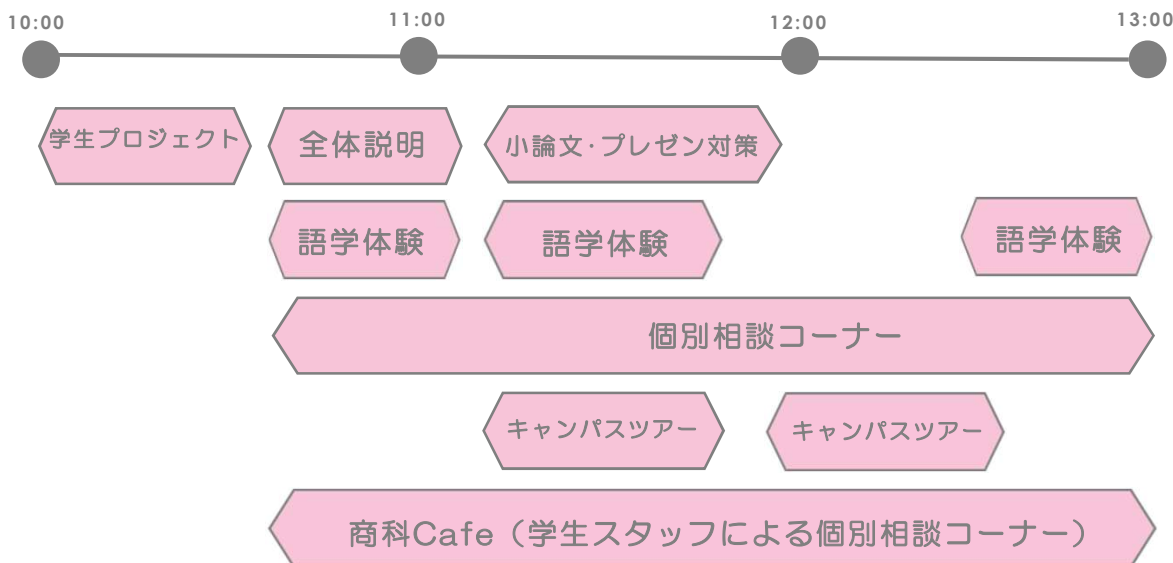 10:00 11:00 12:00 13:00
学生プロジェクト 全体説明 小論文・プレゼン対策
語学体験 語学体験 語学体験
個別相談コーナー
キャンパスツアー キャンパスツアー
商科Cafe（学生スタッフによる個別相談コーナー）